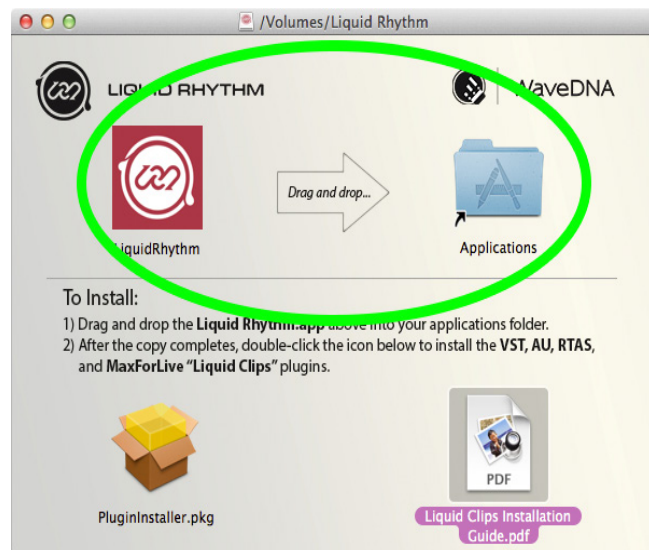 /Volumes/Liquid Rhythm
LIQUID RHYTHM
WaveDNA
Drag and drop...
LiquidRhythm
Applications
To Install:
1) Drag and drop the Liquid Rhythm.app above into your applications folder.
2) After the copy completes, double-click the icon below to install the VST, AU, RTAS,
and MaxForLive “Liquid Clips” plugins.
PDF
PluginInstaller.pkg
Liquid Clips Installation
Guide.pdf